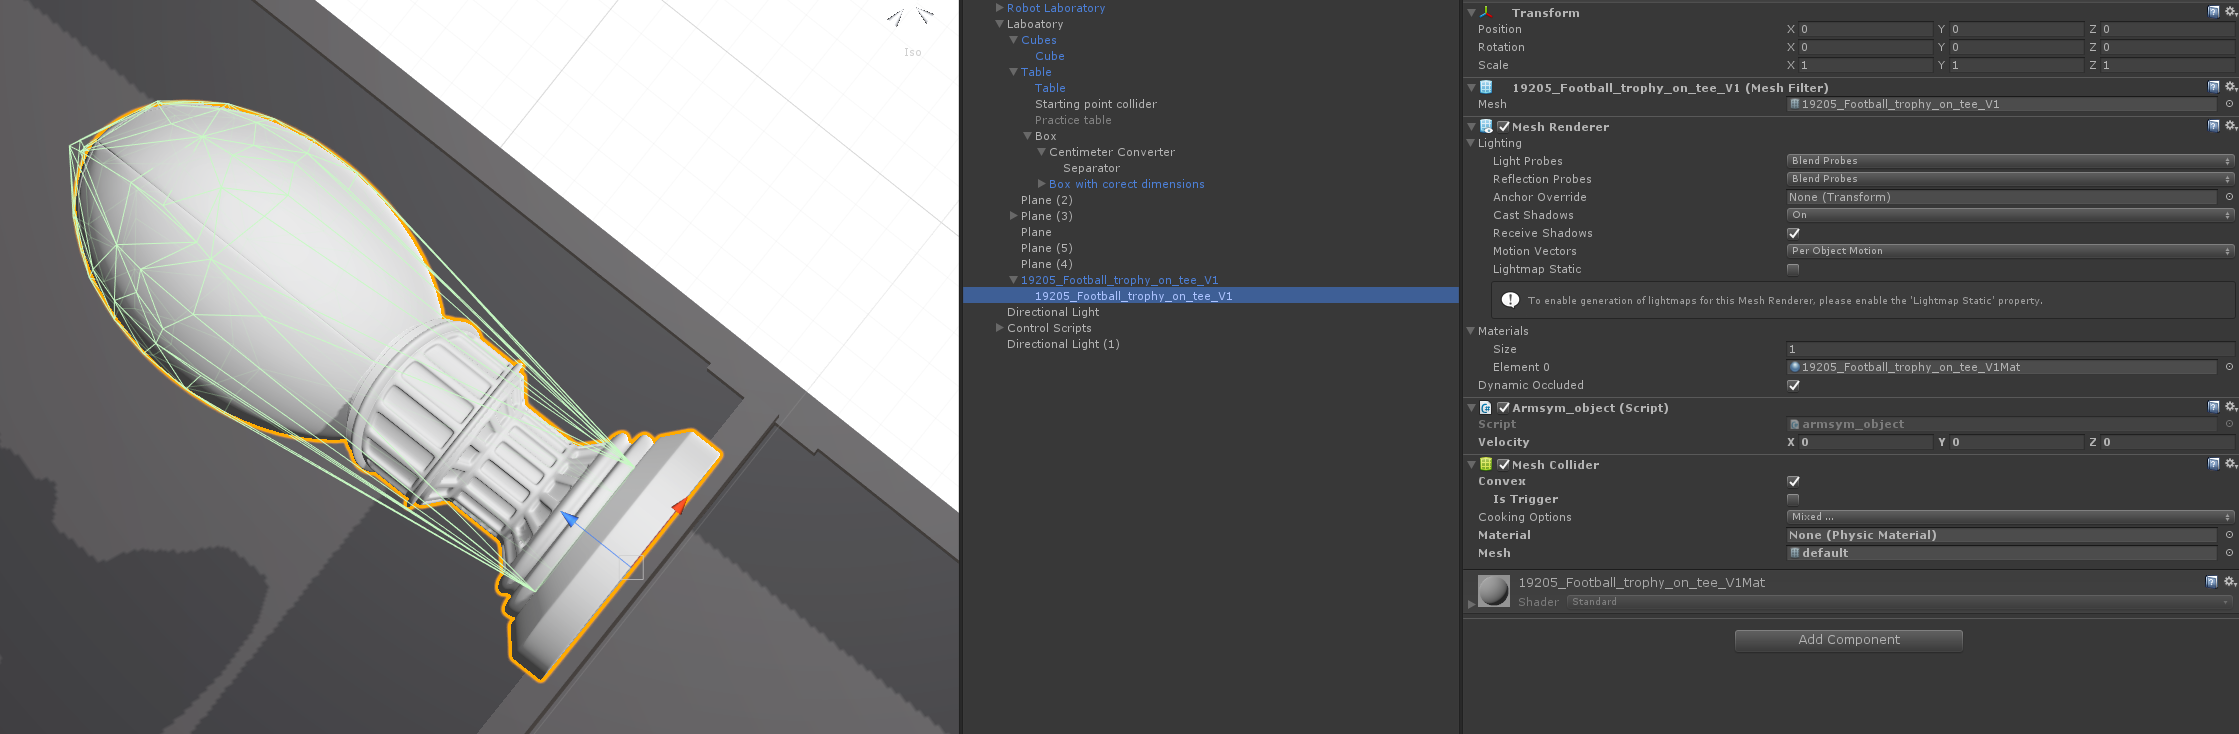 Iso
Robot Laboratory
Laboatory
Cubes
Cube
Table
Table
Starting point collider
Practice table
Box
Centimeter Converter
Separator
Box with corect dimensions
Plane (2)
Plane (3)
Plane
Plane (5)
Plane (4)
19205_Football_trophy_on_tee_V1
19205_Football_trophy_on_tee_V1
Directional Light
Control Scripts
Directional Light (1)
Transform
Position X 0 Y 0 Z 0
Rotation X 0 Y 0 Z 0
Scale X 1 Y 1 Z 1
19205_Football_trophy_on_tee_V1 (Mesh Filter)
Mesh 19205_Football_trophy_on_tee_V1
Mesh Renderer
Lighting
Light Probes Blend Probes
Reflection Probes Blend Probes
Anchor Override None (Transform)
Cast Shadows On
Receive Shadows
Motion Vectors Per Object Motion
Lightmap Static
To enable generation of lightmaps for this Mesh Renderer, please enable the 'Lightmap Static' property.
Materials
Size 1
Element 0 19205_Football_trophy_on_tee_V1Mat
Dynamic Occluded
Armsym_object (Script)
Script armsym_object
Velocity X 0 Y 0 Z 0
Mesh Collider
Convex
Is Trigger
Cooking Options Mixed ...
Material None (Physic Material)
Mesh default
19205_Football_trophy_on_tee_V1Mat
Shader Standard
Add Component